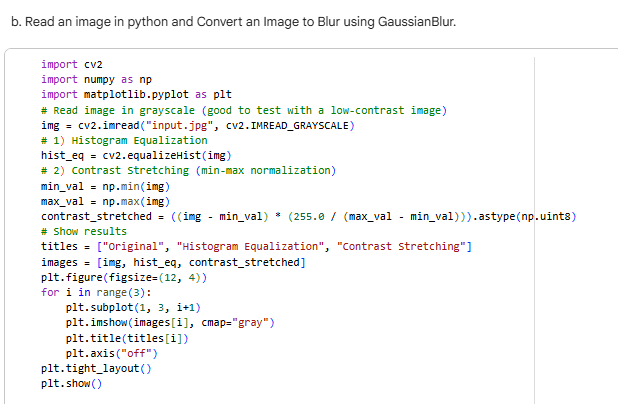 b. Read an image in python and Convert an Image to Blur using GaussianBlur.
import cv2
import numpy as np
import matplotlib.pyplot as plt
# Read image in grayscale (good to test with a low-contrast image)
img = cv2.imread("input.jpg", cv2.IMREAD_GRAYSCALE)
# 1) Histogram Equalization
hist_eq = cv2.equalizeHist(img)
# 2) Contrast Stretching (min-max normalization)
min_val = np.min(img)
max_val = np.max(img)
contrast_stretched = ((img - min_val) * (255.0 / (max_val - min_val))).astype(np.uint8)
# Show results
titles = ["Original", "Histogram Equalization", "Contrast Stretching"]
images = [img, hist_eq, contrast_stretched]
plt.figure(figsize=(12, 4))
for i in range(3):
    plt.subplot(1, 3, i+1)
    plt.imshow(images[i], cmap="gray")
    plt.title(titles[i])
    plt.axis("off")
plt.tight_layout()
plt.show()